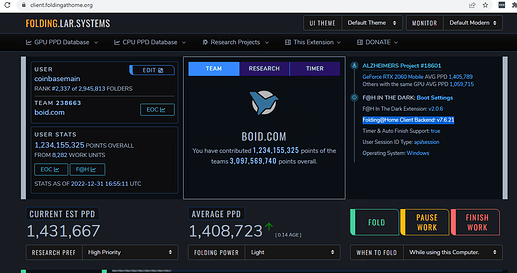 client.foldingathome.org
FOLDING.LAR.SYSTEMS
UI THEME Default Theme
MONITOR Default Modern
GPU PPD Database
CPU PPD Database
Research Projects
This Extension
DONATE
USER
EDIT
coinbasemain
RANK #2,337 of 2,945,813 FOLDERS
TEAM 238663
boid.com
EOC
USER STATS
1,234,155,325 POINTS OVERALL
FROM 8,282 WORK UNITS
EOC
F@H
STATS AS OF 2022-12-31 16:55:11 UTC
TEAM
RESEARCH
TIMER
BOID.COM
You have contributed 1,234,155,325 points of the
teams 3,097,569,740 points overall.
ALZHEIMERS Project #18601
GeForce RTX 2060 Mobile AVG PPD 1,405,789
Others with the same GPU AVG PPD 1,059,715
F@H IN THE DARK: Boot Settings
F@H In The Dark Extension: v2.0.6
Folding@Home Client Backend: v7.6.21
Timer & Auto Finish Support: true
User Session ID Type: api/session
Operating System: Windows
CURRENT EST PPD
1,431,667
AVERAGE PPD
1,408,723
[ 0.14 AGE ]
FOLD
PAUSE
WORK
FINISH
WORK
RESEARCH PREF High Priority
FOLDING POWER Light
WHEN TO FOLD While using this Computer.